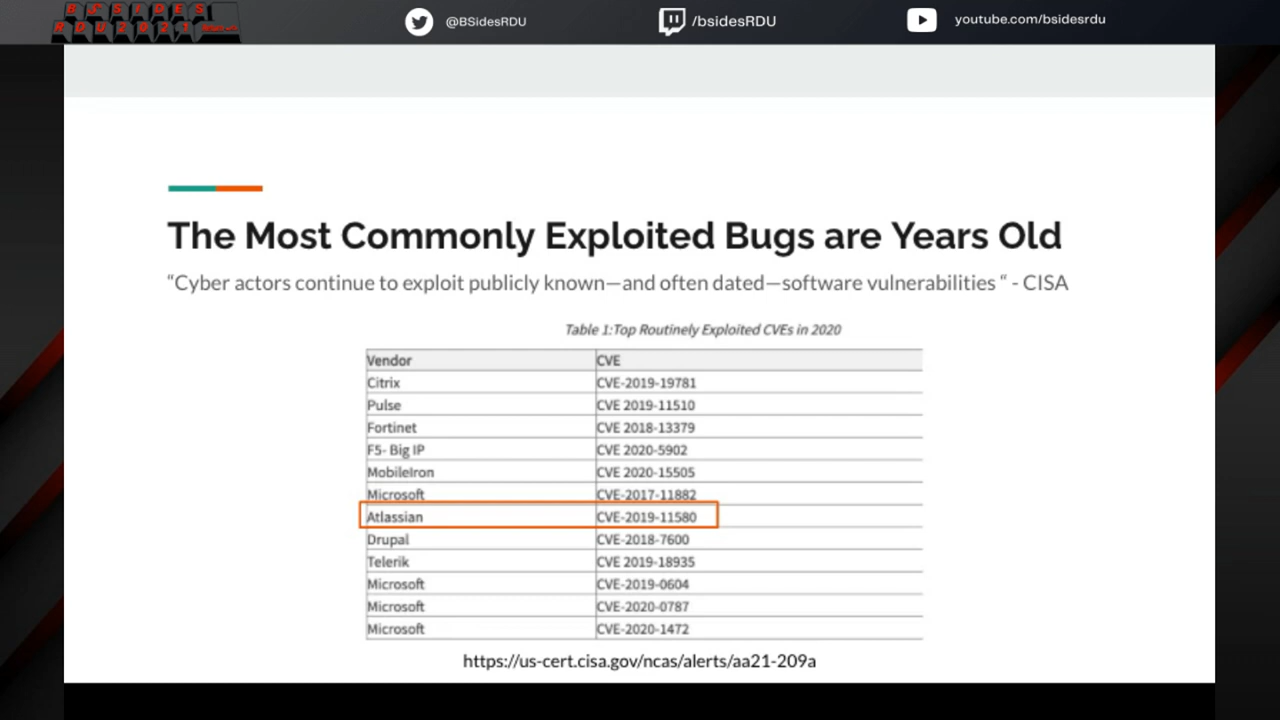 BSIDES
RDU2021
@BSidesRDU
/bsidesRDU
youtube.com/bsidesrdu
The Most Commonly Exploited Bugs are Years Old
“Cyber actors continue to exploit publicly known—and often dated—software vulnerabilities “ - CISA
Table 1:Top Routinely Exploited CVEs in 2020
Vendor CVE
Citrix CVE-2019-19781
Pulse CVE 2019-11510
Fortinet CVE 2018-13379
F5- Big IP CVE 2020-5902
MobileIron CVE 2020-15505
Microsoft CVE-2017-11882
Atlassian CVE-2019-11580
Drupal CVE-2018-7600
Telerik CVE 2019-18935
Microsoft CVE-2019-0604
Microsoft CVE-2020-0787
Microsoft CVE-2020-1472
https://us-cert.cisa.gov/ncas/alerts/aa21-209a